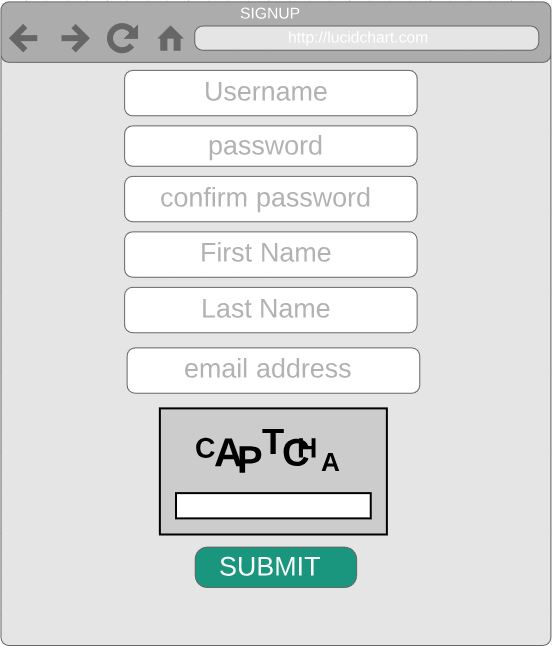 SIGNUP
http://lucidchart.com
Username
password
confirm password
First Name
Last Name
email address
CAPTCHA
SUBMIT